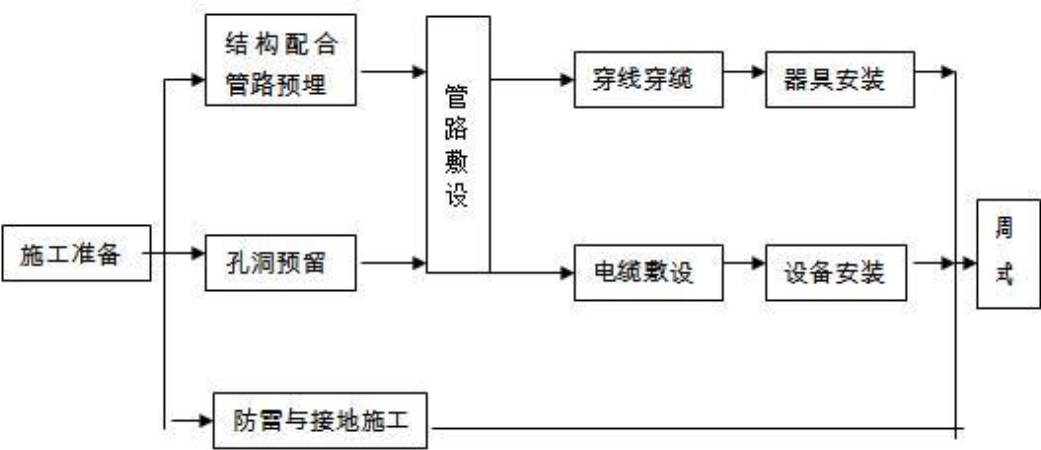 结构配合
管路预埋
管路敷设
穿线穿缆
器具安装
施工准备
孔洞预留
电缆敷设
设备安装
周式
防雷与接地施工